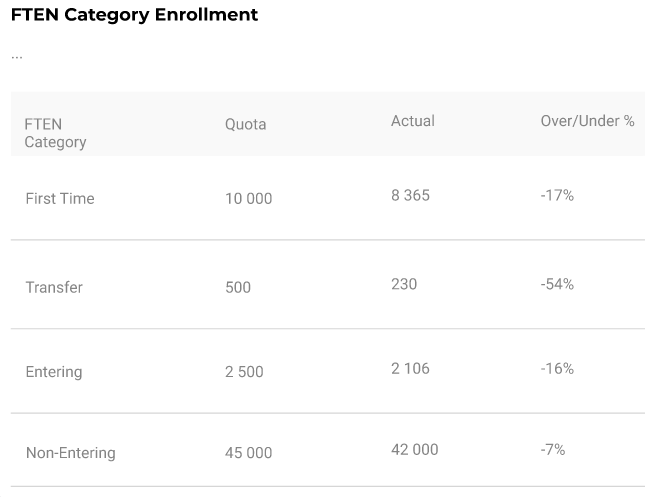 FTEN Category Enrollment
...
FTEN Category Quota Actual Over/Under %
First Time 10 000 8 365 -17%
Transfer 500 230 -54%
Entering 2 500 2 106 -16%
Non-Entering 45 000 42 000 -7%